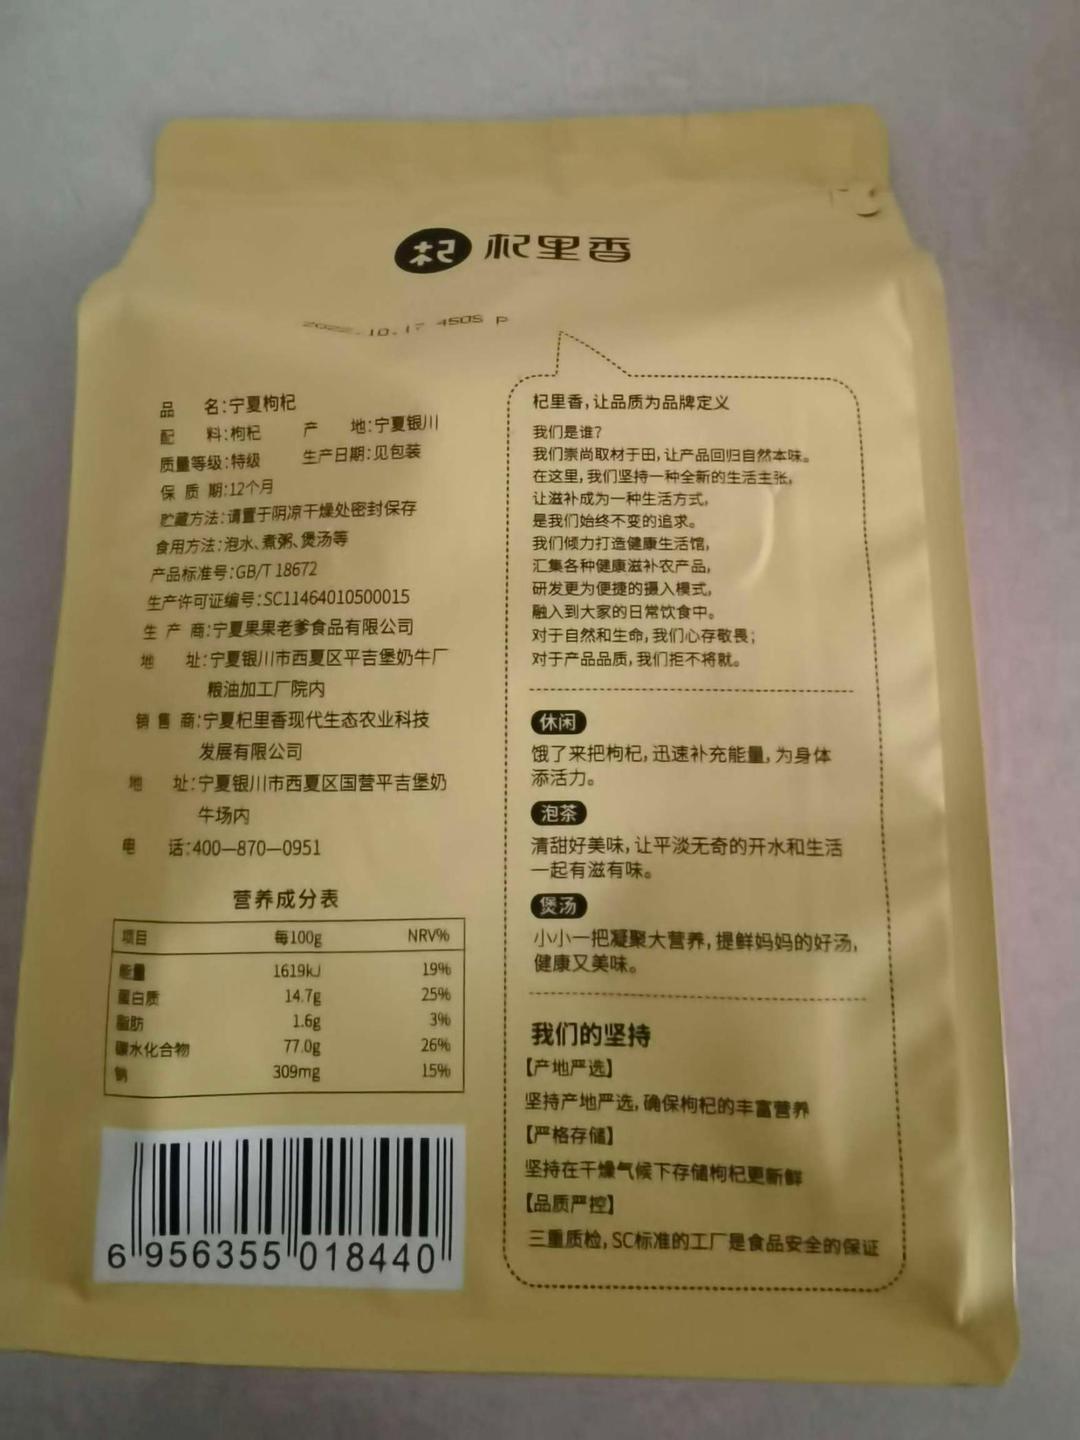 杞 杞里香
2022.10.17 450S P
品 名:宁夏枸杞
配 料:枸杞 产 地:宁夏银川
质量等级:特级 生产日期:见包装
保 质 期:12个月
贮藏方法:请置于阴凉干燥处密封保存
食用方法:泡水、煮粥、煲汤等
产品标准号:GB/T 18672
生产许可证编号:SC11464010500015
生 产 商:宁夏果果老爹食品有限公司
地 址:宁夏银川市西夏区平吉堡奶牛厂
粮油加工厂院内
销 售 商:宁夏杞里香现代生态农业科技
发展有限公司
地 址:宁夏银川市西夏区国营平吉堡奶
牛场内
电 话:400—870—0951
营养成分表
项目 每100g NRV%
能量 1619kJ 19%
蛋白质 14.7g 25%
脂肪 1.6g 3%
碳水化合物 77.0g 26%
钠 309mg 15%
6 956355 018440
杞里香,让品质为品牌定义
我们是谁?
我们崇尚取材于田,让产品回归自然本味。
在这里,我们坚持一种全新的生活主张,
让滋补成为一种生活方式,
是我们始终不变的追求。
我们倾力打造健康生活馆,
汇集各种健康滋补农产品,
研发更为便捷的摄入模式,
融入到大家的日常饮食中。
对于自然和生命,我们心存敬畏;
对于产品品质,我们拒不将就。
休闲
饿了来把枸杞,迅速补充能量,为身体
添活力。
泡茶
清甜好美味,让平淡无奇的开水和生活
一起有滋有味。
煲汤
小小一把凝聚大营养,提鲜妈妈的好汤,
健康又美味。
我们的坚持
【产地严选】
坚持产地严选,确保枸杞的丰富营养
【严格存储】
坚持在干燥气候下存储枸杞更新鲜
【品质严控】
三重质检,SC标准的工厂是食品安全的保证